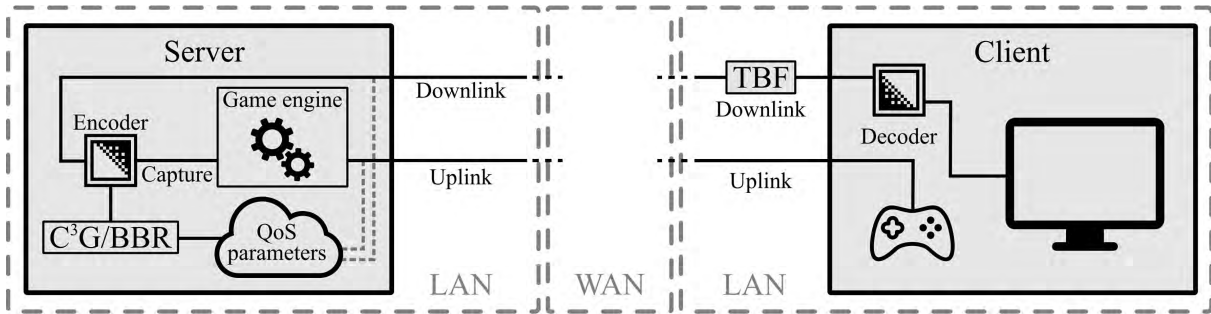 Server
Game engine
Encoder
Capture
C³G/BBR
QoS
parameters
Downlink
Uplink
LAN
WAN
TBF
Downlink
Uplink
LAN
Client
Decoder